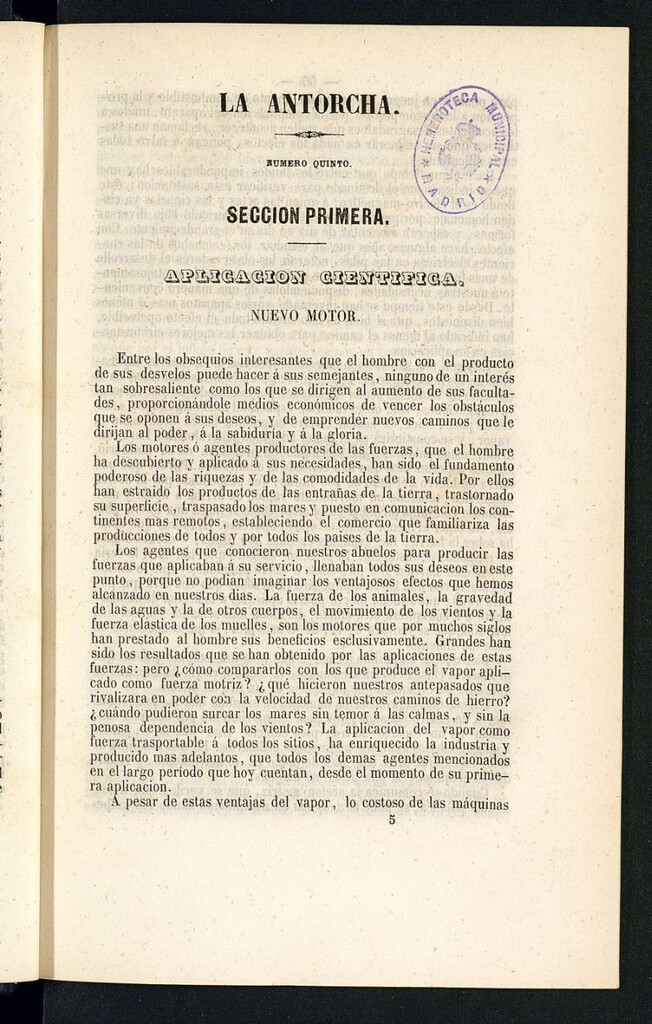 LA ANTORCHA.
HEMEROTECA MUNICIPAL
MADRID
NUMERO QUINTO.
SECCION PRIMERA.
APLICACION CIENTIFICA.
NUEVO MOTOR.
Entre los obsequios interesantes que el hombre con el producto
de sus desvelos puede hacer á sus semejantes, ninguno de un interés
tan sobresaliente como los que se dirigen al aumento de sus faculta-
des, proporcionándole medios económicos de vencer los obstáculos
que se oponen á sus deseos, y de emprender nuevos caminos que le
dirijan al poder, á la sabiduría y á la gloria.
Los motores ó agentes productores de las fuerzas, que el hombre
ha descubierto y aplicado á sus necesidades, han sido el fundamento
poderoso de las riquezas y de las comodidades de la vida. Por ellos
han estraido los productos de las entrañas de la tierra, trastornado
su superficie, traspasado los mares y puesto en comunicacion los con-
tinentes mas remotos, estableciendo el comercio que familiariza las
producciones de todos y por todos los paises de la tierra.
Los agentes que conocieron nuestros abuelos para producir las
fuerzas que aplicaban á su servicio, llenaban todos sus deseos en este
punto, porque no podian imaginar los ventajosos efectos que hemos
alcanzado en nuestros dias. La fuerza de los animales, la gravedad
de las aguas y la de otros cuerpos, el movimiento de los vientos y la
fuerza elastica de los muelles, son los motores que por muchos siglos
han prestado al hombre sus beneficios esclusivamente. Grandes han
sido los resultados que se han obtenido por las aplicaciones de estas
fuerzas: pero ¿cómo compararlos con los que produce el vapor apli-
cado como fuerza motriz? ¿qué hicieron nuestros antepasados que
rivalizara en poder con la velocidad de nuestros caminos de hierro?
¿cuándo pudieron surcar los mares sin temor á las calmas, y sin la
penosa dependencia de los vientos? La aplicacion del vapor como
fuerza trasportable á todos los sitios, ha enriquecido la industria y
producido mas adelantos, que todos los demas agentes mencionados
en el largo período que hoy cuentan, desde el momento de su prime-
ra aplicacion.
A pesar de estas ventajas del vapor, lo costoso de las máquinas
5